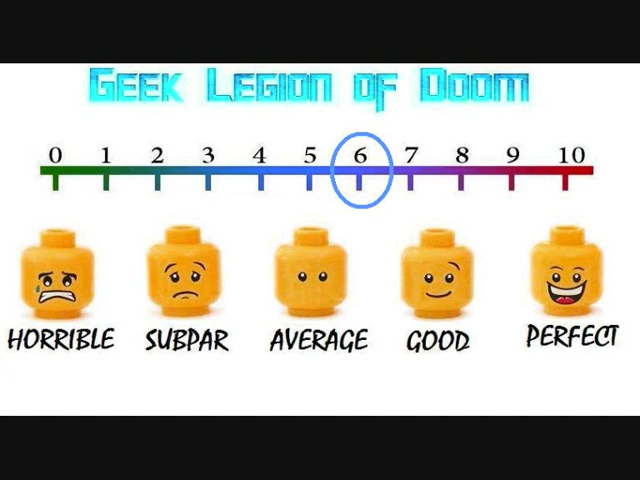 GEEK LEGION OF DOOM
0 1 2 3 4 5 6 7 8 9 10
HORRIBLE SUBPAR AVERAGE GOOD PERFECT